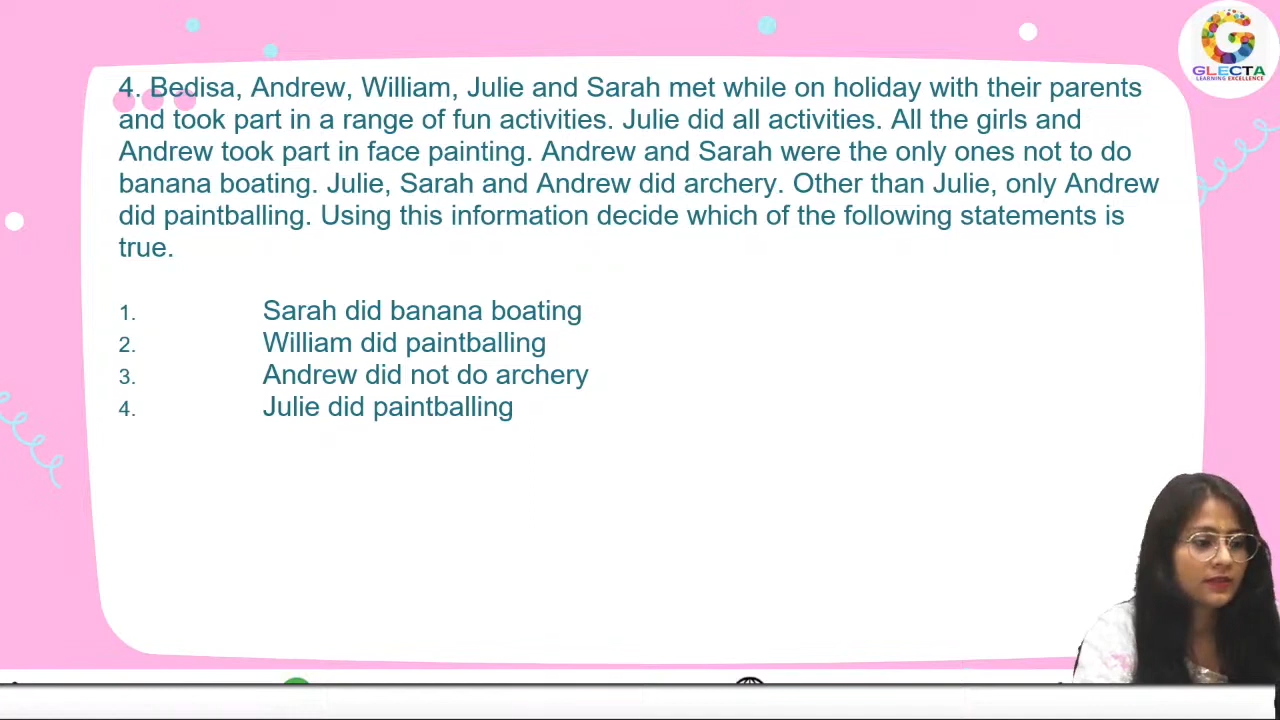 GLECTA
LEARNING EXCELLENCE
4. Bedisa, Andrew, William, Julie and Sarah met while on holiday with their parents
and took part in a range of fun activities. Julie did all activities. All the girls and
Andrew took part in face painting. Andrew and Sarah were the only ones not to do
banana boating. Julie, Sarah and Andrew did archery. Other than Julie, only Andrew
did paintballing. Using this information decide which of the following statements is
true.
1. Sarah did banana boating
2. William did paintballing
3. Andrew did not do archery
4. Julie did paintballing